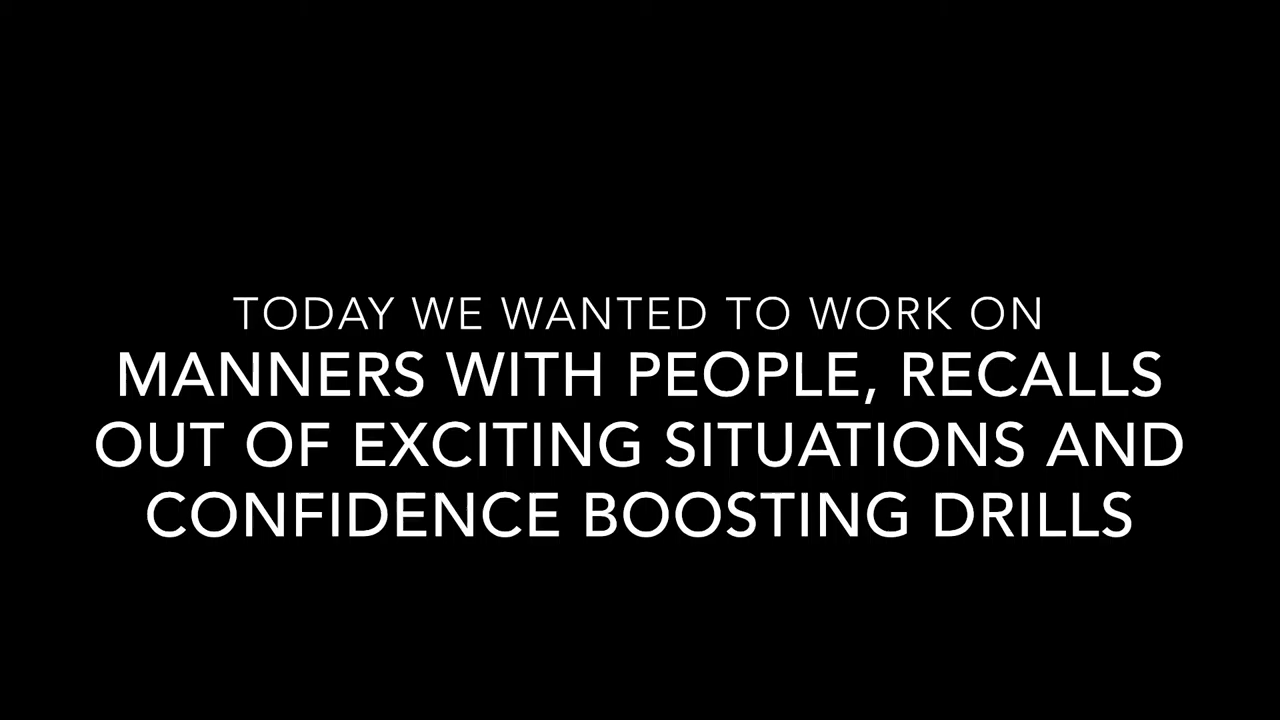 TODAY WE WANTED TO WORK ON
MANNERS WITH PEOPLE, RECALLS
OUT OF EXCITING SITUATIONS AND
CONFIDENCE BOOSTING DRILLS